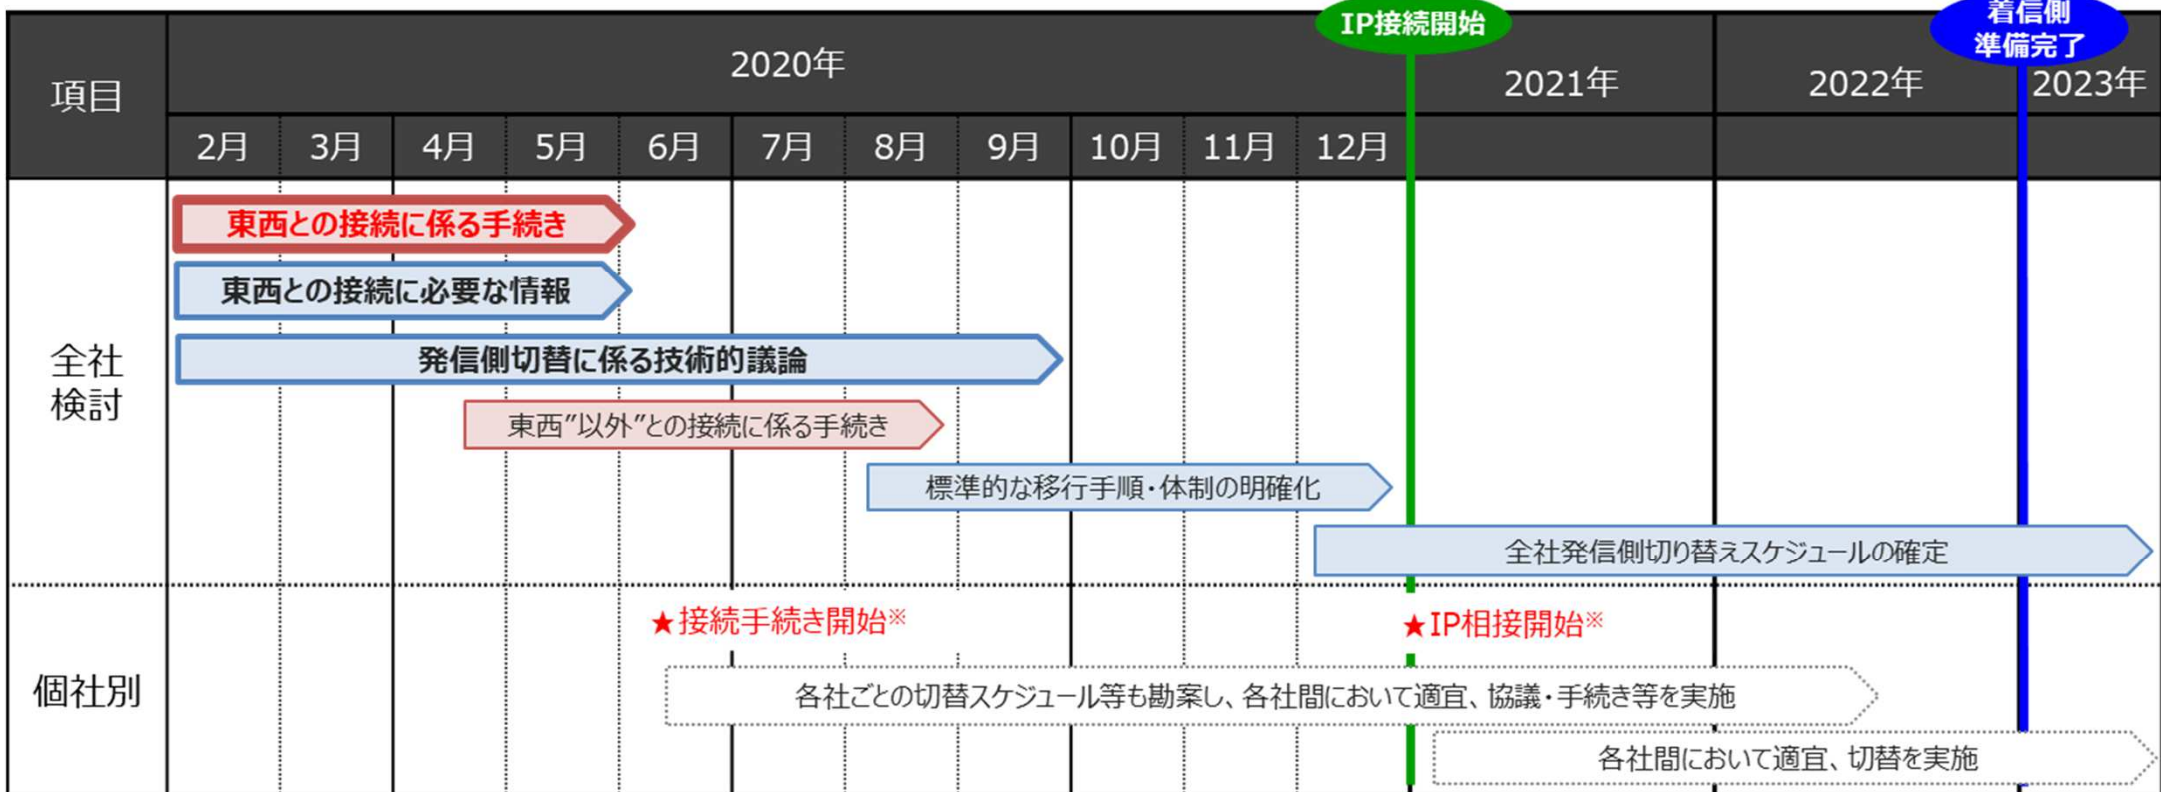 IP接続開始
着信側
準備完了
項目
2020年
2021年
2022年
2023年
2月
3月
4月
5月
6月
7月
8月
9月
10月
11月
12月
全社
検討
東西との接続に係る手続き
東西との接続に必要な情報
発信側切替に係る技術的議論
東西”以外”との接続に係る手続き
標準的な移行手順・体制の明確化
全社発信側切り替えスケジュールの確定
個社別
★接続手続き開始※
★IP相接開始※
各社ごとの切替スケジュール等も勘案し、各社間において適宜、協議・手続き等を実施
各社間において適宜、切替を実施